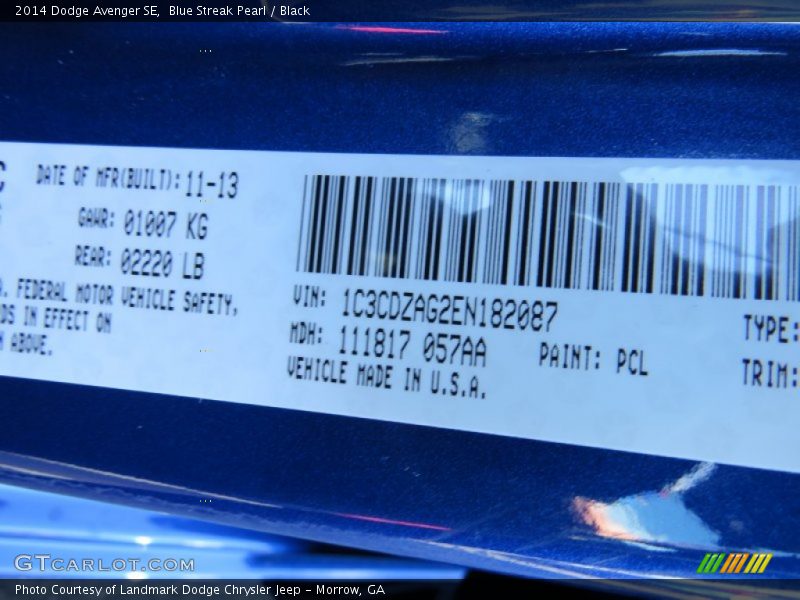 2014 Dodge Avenger SE,  Blue Streak Pearl / Black
DATE OF MFR(BUILT): 11-13
GAWR: 01007 KG
REAR: 02220 LB
FEDERAL MOTOR VEHICLE SAFETY,
IN EFFECT ON
ABOVE.
VIN: 1C3CDZAG2EN182087
MDH: 111817 057AA
PAINT: PCL
VEHICLE MADE IN U.S.A.
TYPE:
TRIM:
GTCARLOT.COM
Photo Courtesy of Landmark Dodge Chrysler Jeep - Morrow, GA